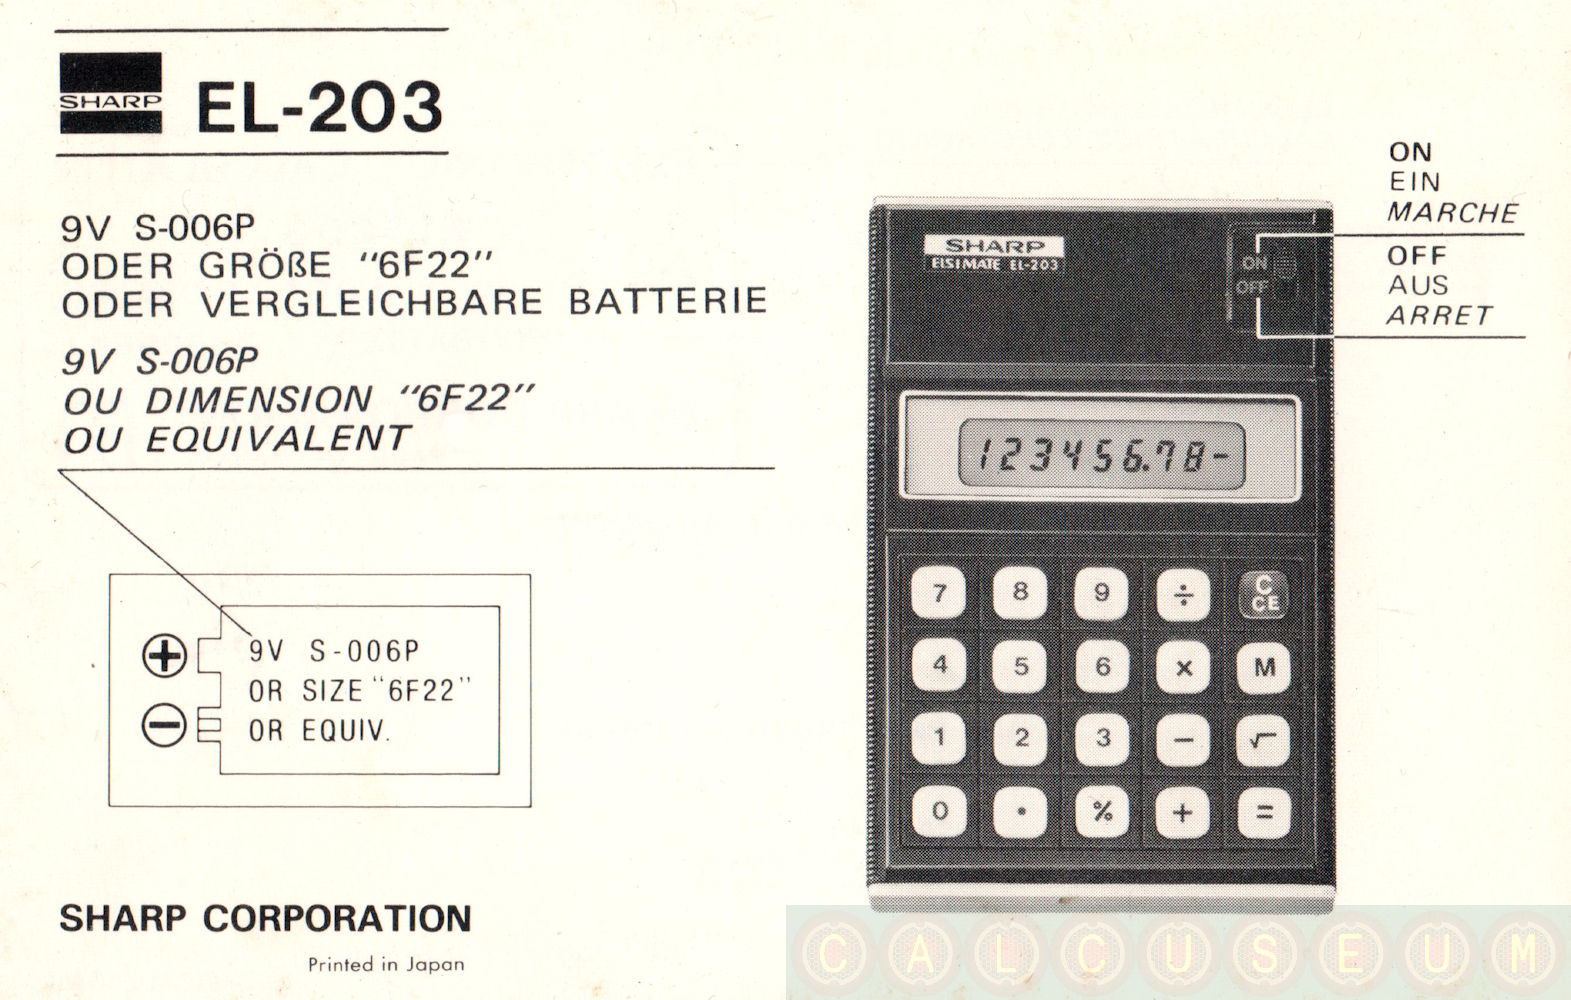 SHARP
EL-203
9V S-006P
ODER GRÖßE "6F22"
ODER VERGLEICHBARE BATTERIE
9V S-006P
OU DIMENSION "6F22"
OU EQUIVALENT
9V S-006P
OR SIZE "6F22"
OR EQUIV.
SHARP CORPORATION
Printed in Japan
ON
EIN
MARCHE
OFF
AUS
ARRET
SHARP
ELSIMATE EL-203
ON
OFF
12345678-
7 8 9 ÷ C CE
4 5 6 × M
1 2 3 − √
0 • % + =
CALCUSEUM